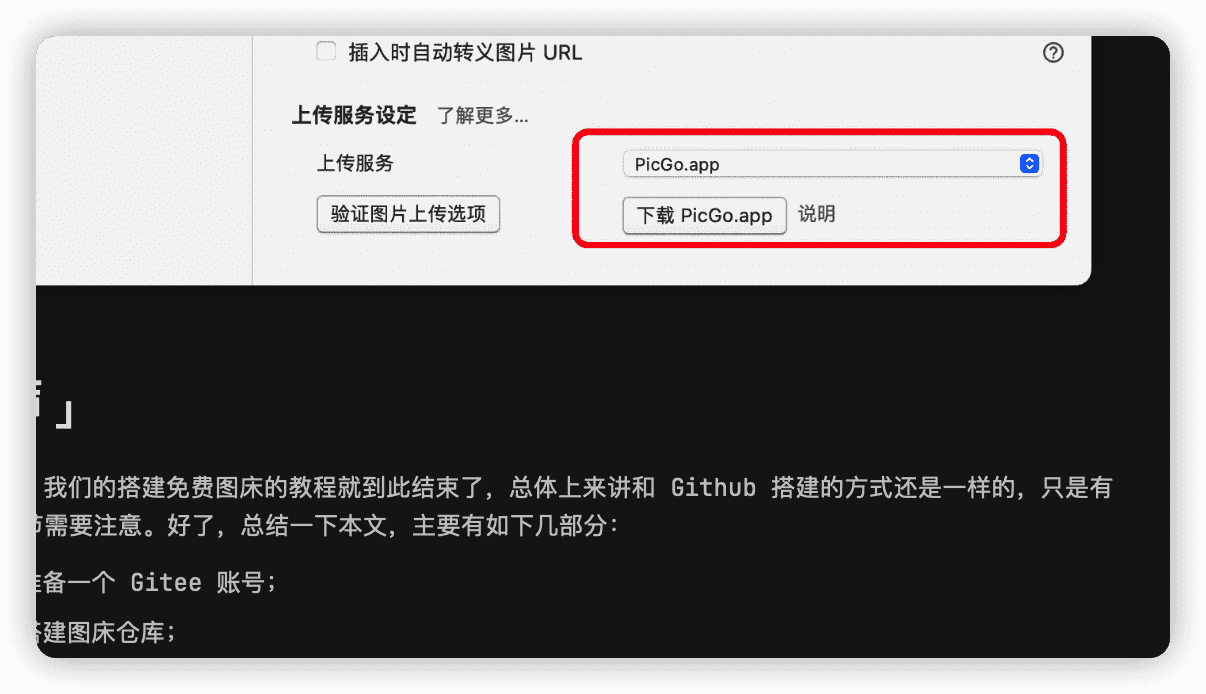 插入时自动转义图片 URL
上传服务设定 了解更多...
上传服务 PicGo.app
验证图片上传选项 下载 PicGo.app 说明
」
我们的搭建免费图床的教程就到此结束了，总体上来讲和 Github 搭建的方式还是一样的，只是有
需要注意。好了，总结一下本文，主要有如下几部分：
备一个 Gitee 账号；
建图床仓库；